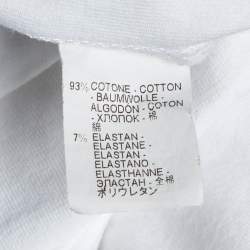 93% COTONE - COTTON
- BAUMWOLLE -
ALGODON - COTON
- ХЛОПОК - 棉
綿
7% ELASTAN -
ELASTANE -
ELASTAN -
ELASTANO -
ELASTHANNE -
ЭЛАСТАН - 全棉
ポリウレタン